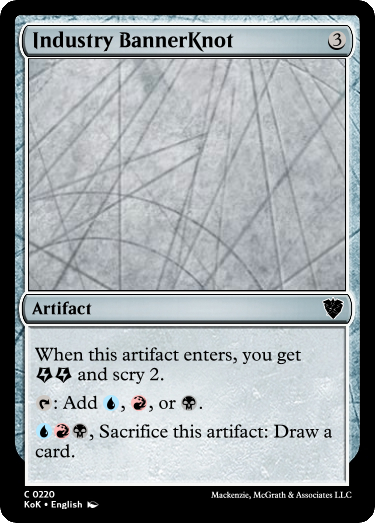 Industry BannerKnot 3
Artifact
When this artifact enters, you get
and scry 2.
: Add , , or .
, Sacrifice this artifact: Draw a
card.
C 0220
KoK • English
Mackenzie, McGrath & Associates LLC